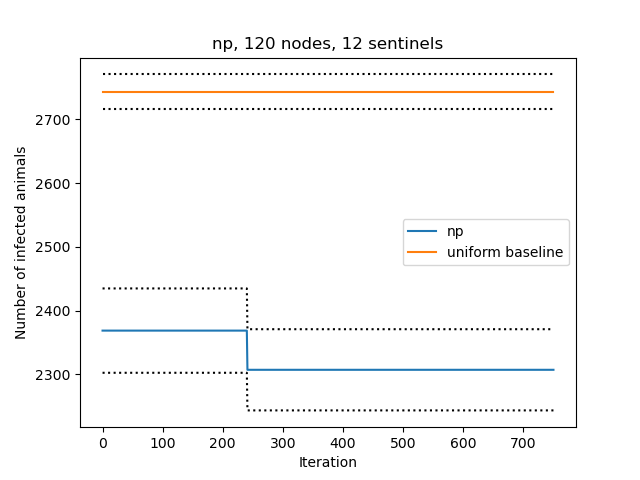 np, 120 nodes, 12 sentinels
Number of infected animals
2700
2600
2500
2400
2300
np
uniform baseline
0 100 200 300 400 500 600 700
Iteration